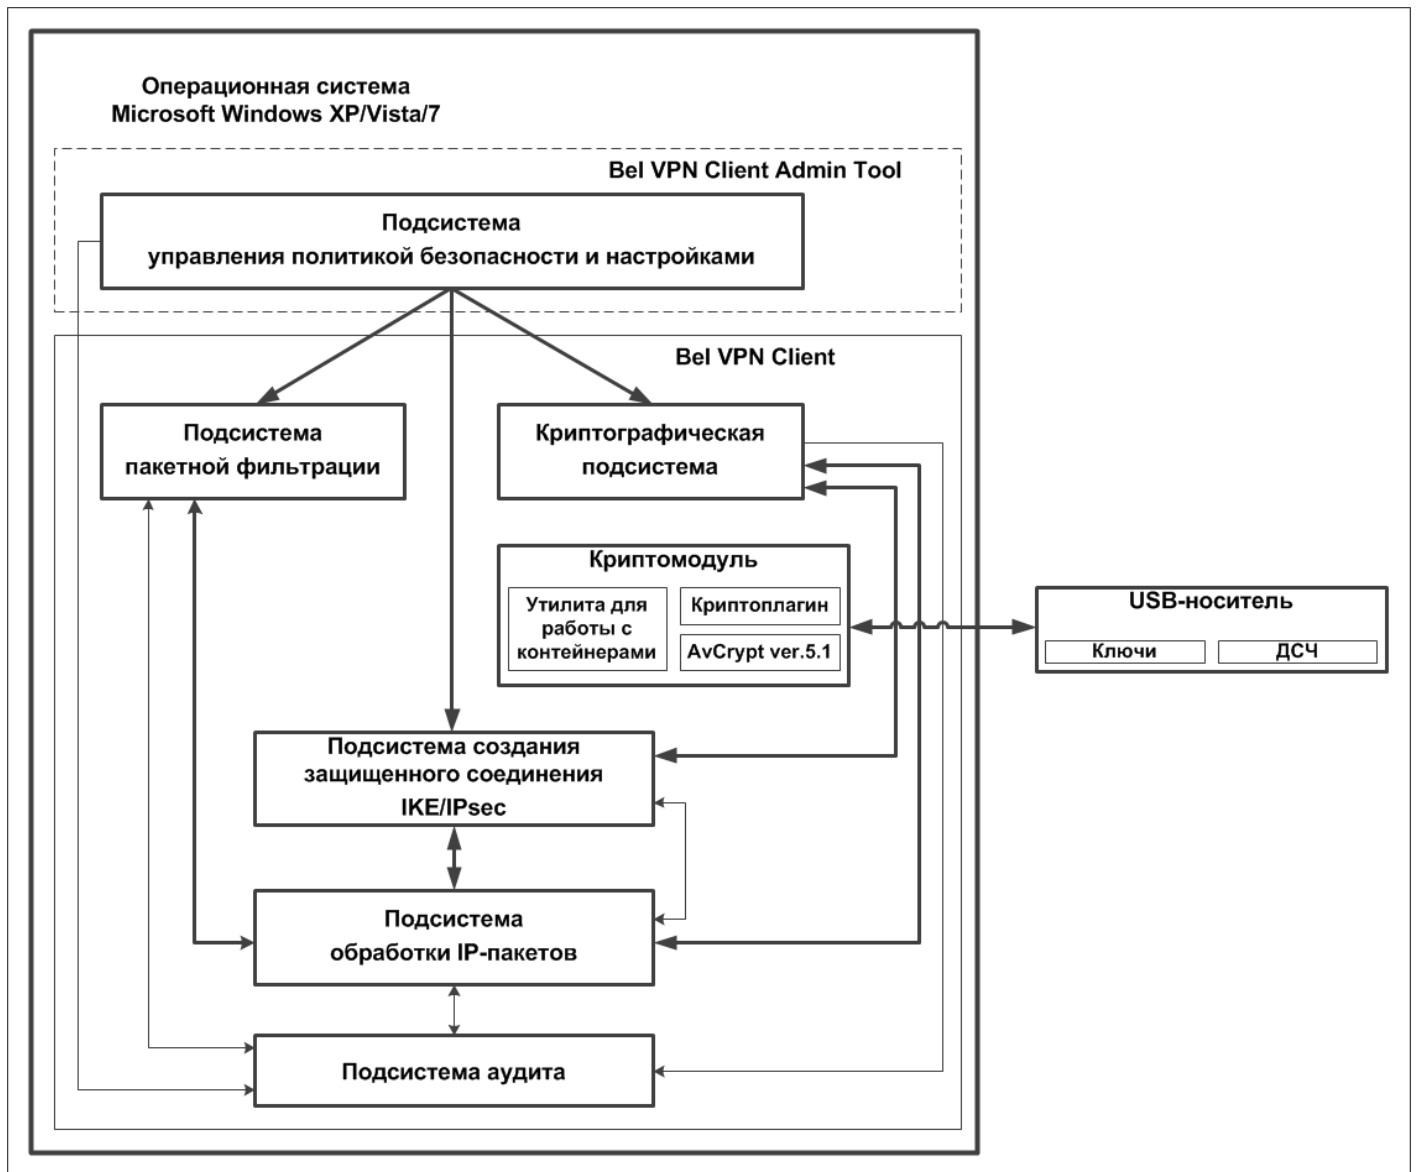 Операционная система
Microsoft Windows XP/Vista/7
Bel VPN Client Admin Tool
Подсистема
управления политикой безопасности и настройками
Bel VPN Client
Подсистема
пакетной фильтрации
Криптографическая
подсистема
Криптомодуль
Утилита для
работы с
контейнерами
Криптоплагин
AvCrypt ver.5.1
USB-носитель
Ключи
ДСЧ
Подсистема создания
защищенного соединения
IKE/IPsec
Подсистема
обработки IP-пакетов
Подсистема аудита